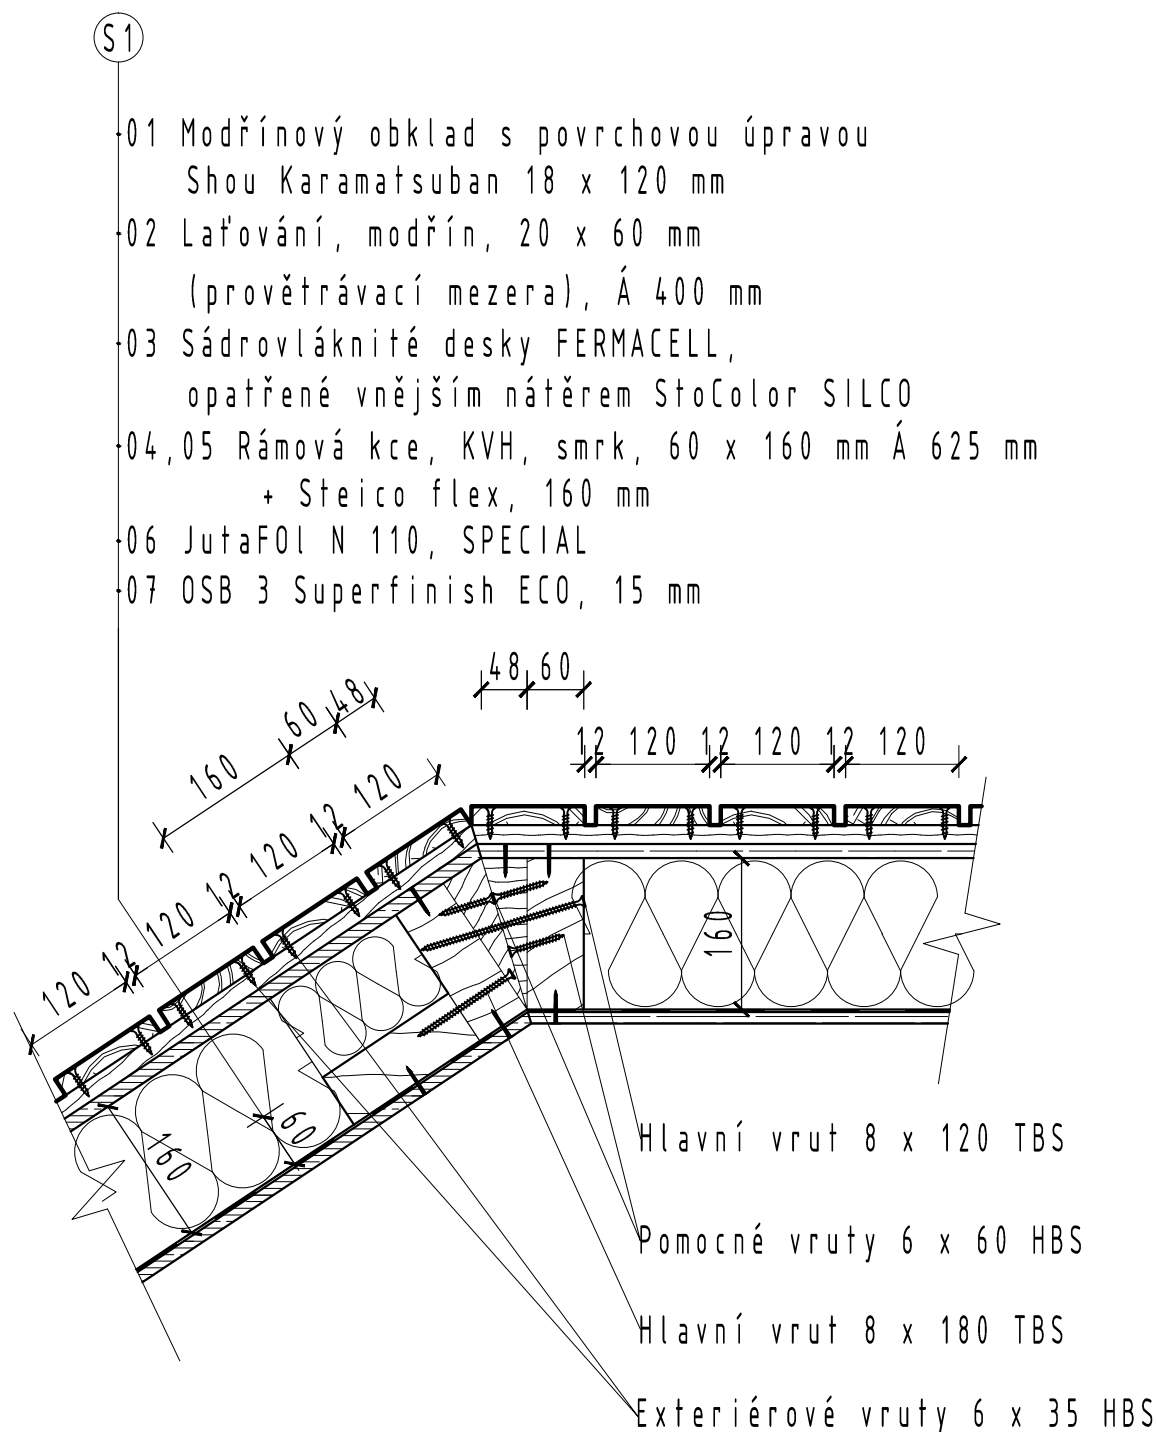 S1
01 Modřínový obklad s povrchovou úpravou
Shou Karamatsuban 18 x 120 mm
02 Laťování, modřín, 20 x 60 mm
(provětrávací mezera), Á 400 mm
03 Sádrovláknité desky FERMACELL,
opatřené vnějším nátěrem StoColor SILCO
04,05 Rámová kce, KVH, smrk, 60 x 160 mm Á 625 mm
+ Steico flex, 160 mm
06 JutaFOl N 110, SPECIAL
07 OSB 3 Superfinish ECO, 15 mm
48 60
160 60 48
12 120 12 120 12 120
120 12 120 12 120 12 120
160
160
60
Hlavní vrut 8 x 120 TBS
Pomocné vruty 6 x 60 HBS
Hlavní vrut 8 x 180 TBS
Exteriérové vruty 6 x 35 HBS